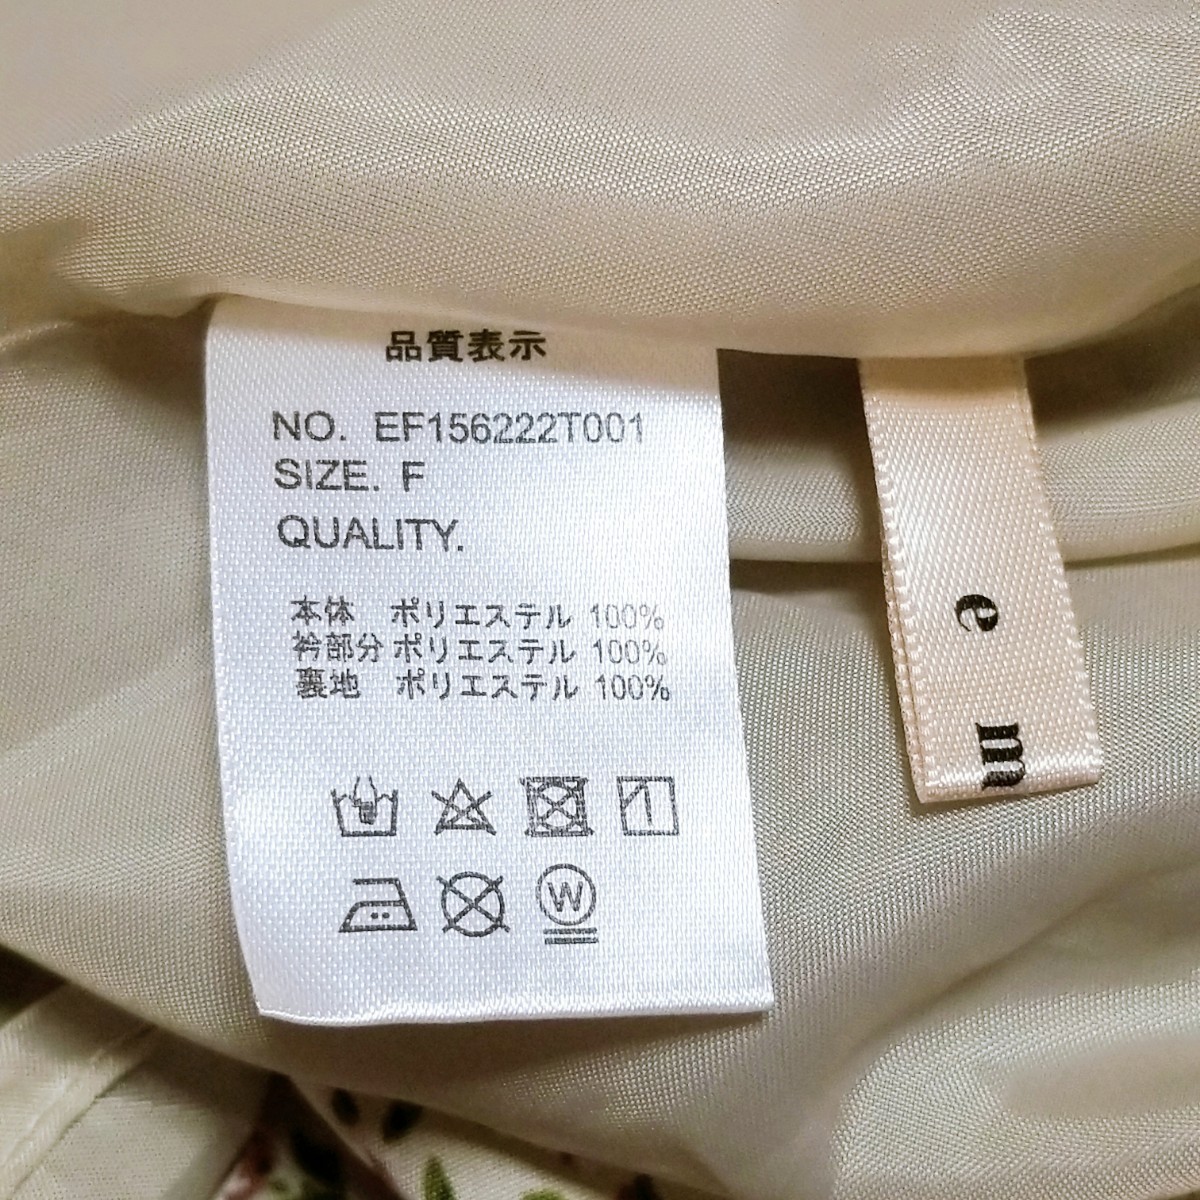 品質表示
NO. EF156222T001
SIZE. F
QUALITY.
本体 ポリエステル 100%
衿部分 ポリエステル 100%
裏地 ポリエステル 100%
W
e m